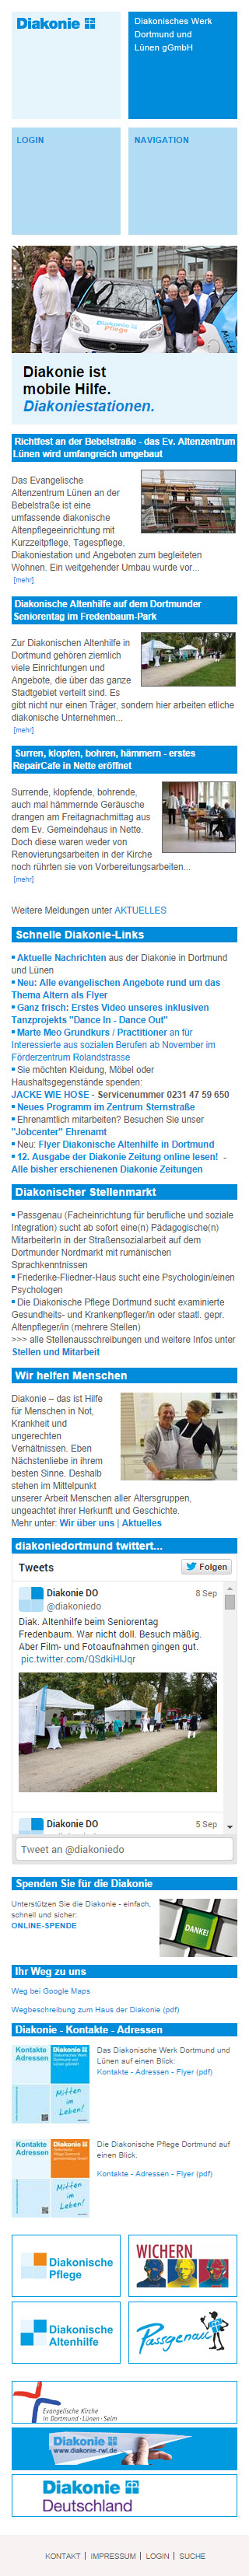 Diakonie
Diakonisches Werk
Dortmund und
Lünen gGmbH
LOGIN
NAVIGATION
Diakonie
Pflege
Diakonie ist
mobile Hilfe.
Diakoniestationen.
Richtfest an der Bebelstraße - das Ev. Altenzentrum
Lünen wird umfangreich umgebaut
Das Evangelische
Altenzentrum Lünen an der
Bebelstraße ist eine
umfassende diakonische
Altenpflegeeinrichtung mit
Kurzzeitpflege, Tagespflege,
Diakoniestation und Angeboten zum begleiteten
Wohnen. Ein weitgehender Umbau wurde vor...
[mehr]
Diakonische Altenhilfe auf dem Dortmunder
Seniorentag im Fredenbaum-Park
Zur Diakonischen Altenhilfe in
Dortmund gehören ziemlich
viele Einrichtungen und
Angebote, die über das ganze
Stadtgebiet verteilt sind. Es
gibt nicht nur einen Träger, sondern hier arbeiten etliche
diakonische Unternehmen...
[mehr]
Surren, klopfen, bohren, hämmern - erstes
RepairCafe in Nette eröffnet
Surrende, klopfende, bohrende,
auch mal hämmernde Geräusche
drangen am Freitagnachmittag aus
dem Ev. Gemeindehaus in Nette.
Doch diese waren weder von
Renovierungsarbeiten in der Kirche
noch rührten sie von Vorbereitungsarbeiten...
[mehr]
Weitere Meldungen unter AKTUELLES
Schnelle Diakonie-Links
Aktuelle Nachrichten aus der Diakonie in Dortmund
und Lünen
Neu: Alle evangelischen Angebote rund um das
Thema Altern als Flyer
Ganz frisch: Erstes Video unseres inklusiven
Tanzprojekts "Dance In - Dance Out"
Marte Meo Grundkurs / Practitioner an für
Interessierte aus sozialen Berufen ab November im
Förderzentrum Rolandstrasse
Sie möchten Kleidung, Möbel oder
Haushaltsgegenstände spenden:
JACKE WIE HOSE - Servicenummer 0231 47 59 650
Neues Programm im Zentrum Sternstraße
Ehrenamtlich mitarbeiten? Besuchen Sie unser
"Jobcenter" Ehrenamt
Neu: Flyer Diakonische Altenhilfe in Dortmund
12. Ausgabe der Diakonie Zeitung online lesen! -
Alle bisher erschienenen Diakonie Zeitungen
Diakonischer Stellenmarkt
Passgenau (Facheinrichtung für berufliche und soziale
Integration) sucht ab sofort eine(n) Pädagogische(n)
MitarbeiterIn in der Straßensozialarbeit auf dem
Dortmunder Nordmarkt mit rumänischen
Sprachkenntnissen
Friederike-Fliedner-Haus sucht eine Psychologin/einen
Psychologen
Die Diakonische Pflege Dortmund sucht examinierte
Gesundheits- und Krankenpfleger/in oder staatl. gepr.
Altenpfleger/in (mehrere Stellen)
>>> alle Stellenausschreibungen und weitere Infos unter
Stellen und Mitarbeit
Wir helfen Menschen
Diakonie – das ist Hilfe
für Menschen in Not,
Krankheit und
ungerechten
Verhältnissen. Eben
Nächstenliebe in ihrem
besten Sinne. Deshalb
stehen im Mittelpunkt
unserer Arbeit Menschen aller Altersgruppen,
ungeachtet ihrer Herkunft und Geschichte.
Mehr unter: Wir über uns | Aktuelles
diakoniedortmund twittert...
Tweets
Folgen
Diakonie DO
8 Sep
@diakoniedo
Diak. Altenhilfe beim Seniorentag
Fredenbaum. War nicht doll. Besuch mäßig.
Aber Film- und Fotoaufnahmen gingen gut.
pic.twitter.com/QSdkiHIJqr
Diakonie DO
5 Sep
Tweet an @diakoniedo
Spenden Sie für die Diakonie
Unterstützen Sie die Diakonie - einfach,
schnell und sicher:
ONLINE-SPENDE
DANKE!
Ihr Weg zu uns
Weg bei Google Maps
Wegbeschreibung zum Haus der Diakonie (pdf)
Diakonie - Kontakte - Adressen
Kontakte
Adressen
Diakonie
Mitten
im
Leben!
Das Diakonische Werk Dortmund und
Lünen auf einen Blick:
Kontakte - Adressen - Flyer (pdf)
Kontakte
Adressen
Diakonie
Mitten
im
Leben!
Die Diakonische Pflege Dortmund auf
einen Blick.
Kontakte - Adressen - Flyer (pdf)
Diakonische
Pflege
WICHERN
Diakonische
Altenhilfe
Passgenau
Evangelische Kirche
in Dortmund · Lünen · Selm
Diakonie
www.diakonie-rwl.de
Diakonie
Deutschland
KONTAKT | IMPRESSUM | LOGIN | SUCHE